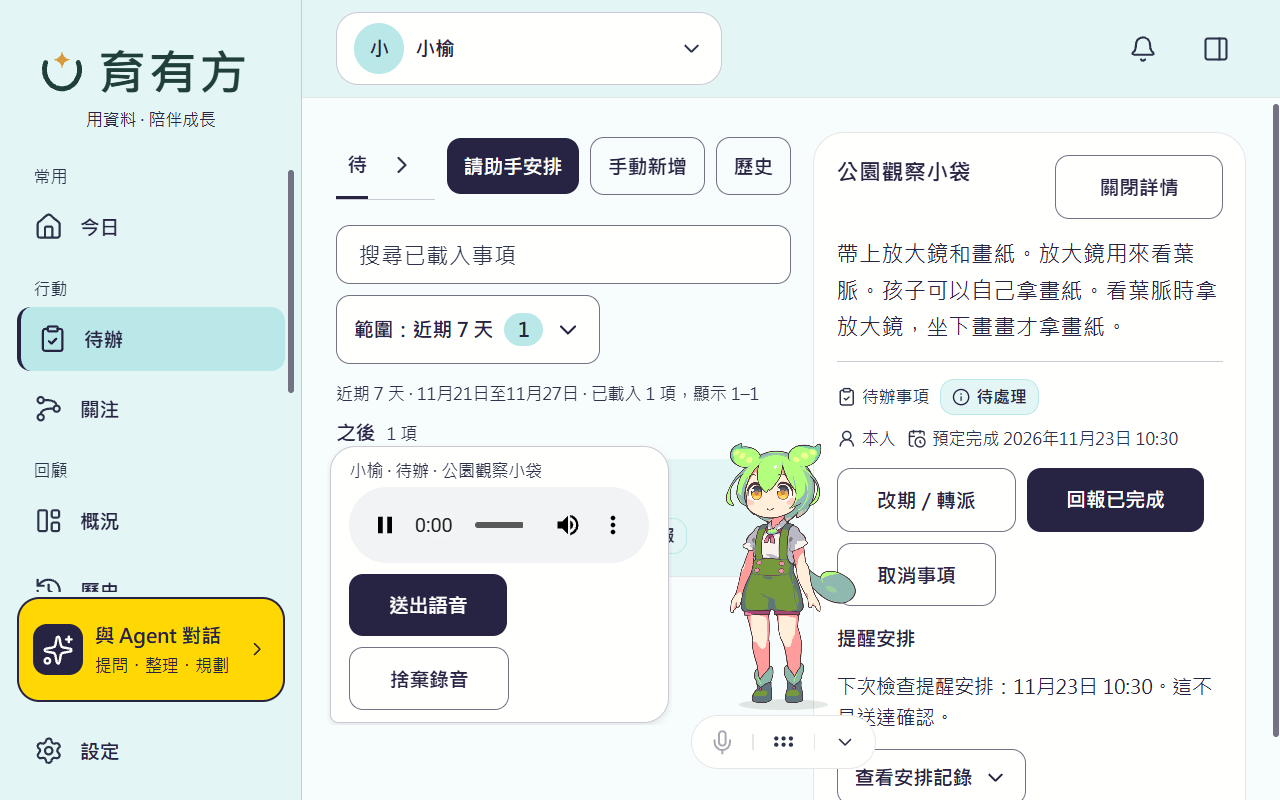 育有方
用資料 · 陪伴成長
常用
今日
行動
待辦
關注
回顧
概況
歷史
與 Agent 對話
提問 · 整理 · 規劃
設定
小 小榆
待
請助手安排
手動新增
歷史
搜尋已載入事項
範圍：近期 7 天 1
近期 7 天 · 11月21日至11月27日 · 已載入 1 項，顯示 1–1
之後 1 項
小榆 · 待辦 · 公園觀察小袋
0:00
送出語音
捨棄錄音
公園觀察小袋
關閉詳情
帶上放大鏡和畫紙。放大鏡用來看葉
脈。孩子可以自己拿畫紙。看葉脈時拿
放大鏡，坐下畫畫才拿畫紙。
待辦事項 待處理
本人 預定完成 2026年11月23日 10:30
改期 / 轉派
回報已完成
取消事項
提醒安排
下次檢查提醒安排：11月23日 10:30。這不
是送達確認。
查看安排記錄